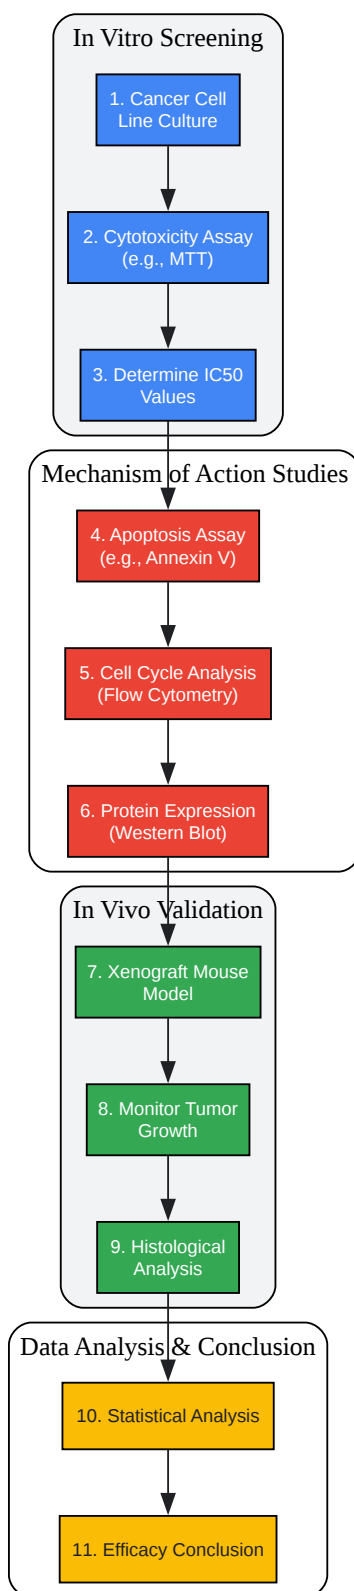 In Vitro Screening
1. Cancer Cell
Line Culture
2. Cytotoxicity Assay
(e.g., MTT)
3. Determine IC50
Values
Mechanism of Action Studies
4. Apoptosis Assay
(e.g., Annexin V)
5. Cell Cycle Analysis
(Flow Cytometry)
6. Protein Expression
(Western Blot)
In Vivo Validation
7. Xenograft Mouse
Model
8. Monitor Tumor
Growth
9. Histological
Analysis
Data Analysis & Conclusion
10. Statistical Analysis
11. Efficacy Conclusion